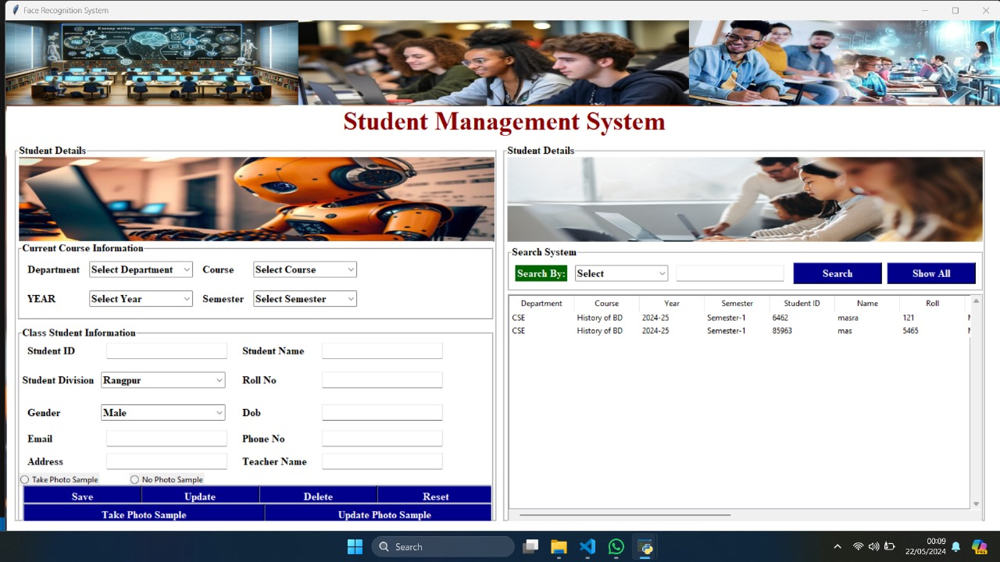 Face Recognition System
Essay writing
Student Management System
Student Details
Current Course Information
Department Select Department Course Select Course
YEAR Select Year Semester Select Semester
Class Student Information
Student ID Student Name
Student Division Rangpur Roll No
Gender Male Dob
Email Phone No
Address Teacher Name
Take Photo Sample No Photo Sample
Save Update Delete Reset
Take Photo Sample Update Photo Sample
Student Details
Search System
Search By: Select Search Show All
Department Course Year Semester Student ID Name Roll
CSE History of BD 2024-25 Semester-1 6462 masra 121
CSE History of BD 2024-25 Semester-1 85963 mas 5465
Search
00:09
22/05/2024
PRE